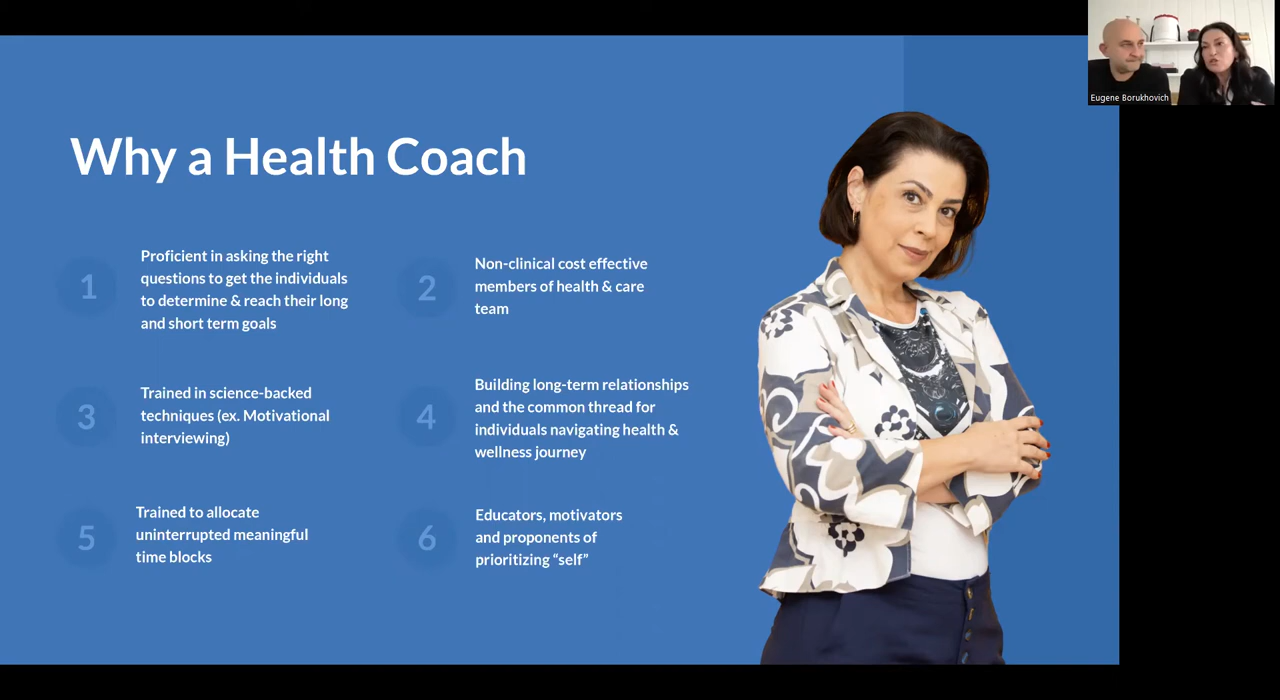 Why a Health Coach
1
Proficient in asking the right
questions to get the individuals
to determine & reach their long
and short term goals
2
Non-clinical cost effective
members of health & care
team
3
Trained in science-backed
techniques (ex. Motivational
interviewing)
4
Building long-term relationships
and the common thread for
individuals navigating health &
wellness journey
5
Trained to allocate
uninterrupted meaningful
time blocks
6
Educators, motivators
and proponents of
prioritizing “self”
Eugene Borukhovich